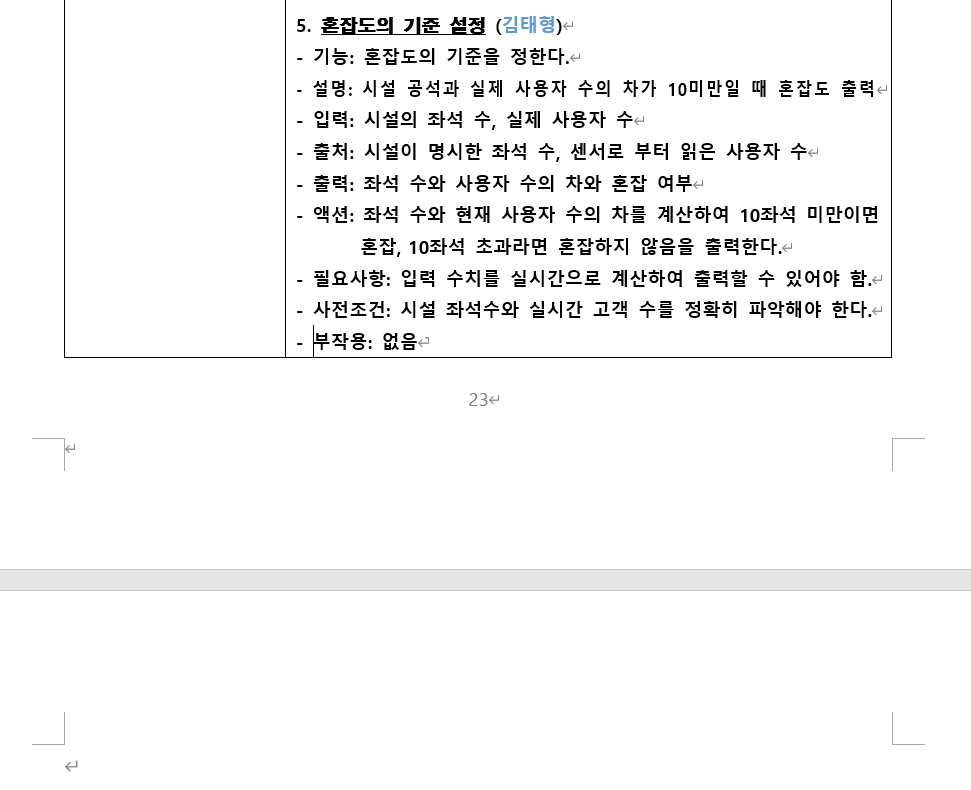 5. 혼잡도의 기준 설정 (김태형)
- 기능: 혼잡도의 기준을 정한다.
- 설명: 시설 공석과 실제 사용자 수의 차가 10미만일 때 혼잡도 출력
- 입력: 시설의 좌석 수, 실제 사용자 수
- 출처: 시설이 명시한 좌석 수, 센서로 부터 읽은 사용자 수
- 출력: 좌석 수와 사용자 수의 차와 혼잡 여부
- 액션: 좌석 수와 현재 사용자 수의 차를 계산하여 10좌석 미만이면
혼잡, 10좌석 초과라면 혼잡하지 않음을 출력한다.
- 필요사항: 입력 수치를 실시간으로 계산하여 출력할 수 있어야 함.
- 사전조건: 시설 좌석수와 실시간 고객 수를 정확히 파악해야 한다.
- 부작용: 없음
23